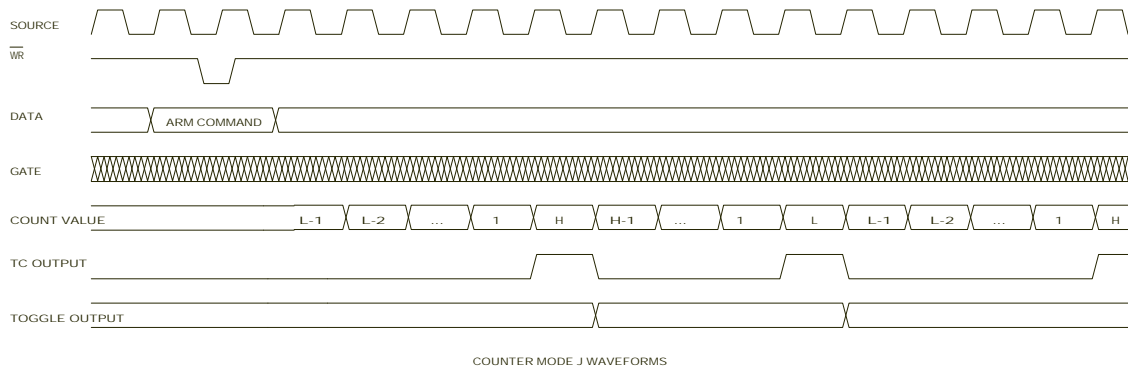 SOURCE
WR
DATA
ARM COMMAND
GATE
COUNT VALUE L-1 L-2 ... 1 H H-1 ... 1 L L-1 L-2 ... 1 H
TC OUTPUT
TOGGLE OUTPUT
COUNTER MODE J WAVEFORMS